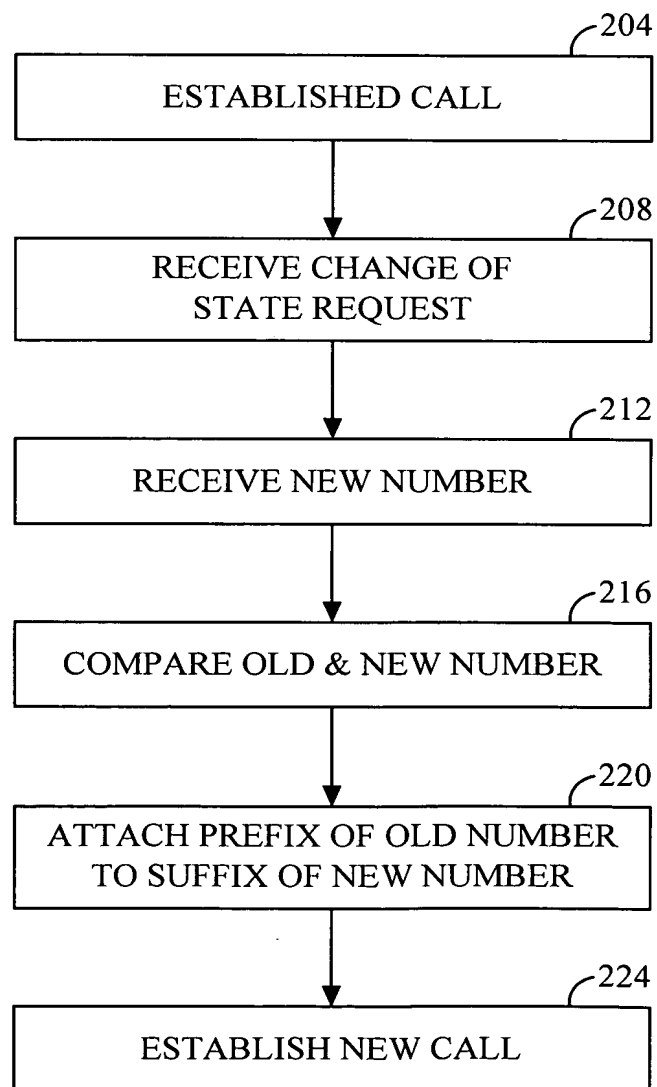 204
ESTABLISHED CALL
208
RECEIVE CHANGE OF
STATE REQUEST
212
RECEIVE NEW NUMBER
216
COMPARE OLD & NEW NUMBER
220
ATTACH PREFIX OF OLD NUMBER
TO SUFFIX OF NEW NUMBER
224
ESTABLISH NEW CALL